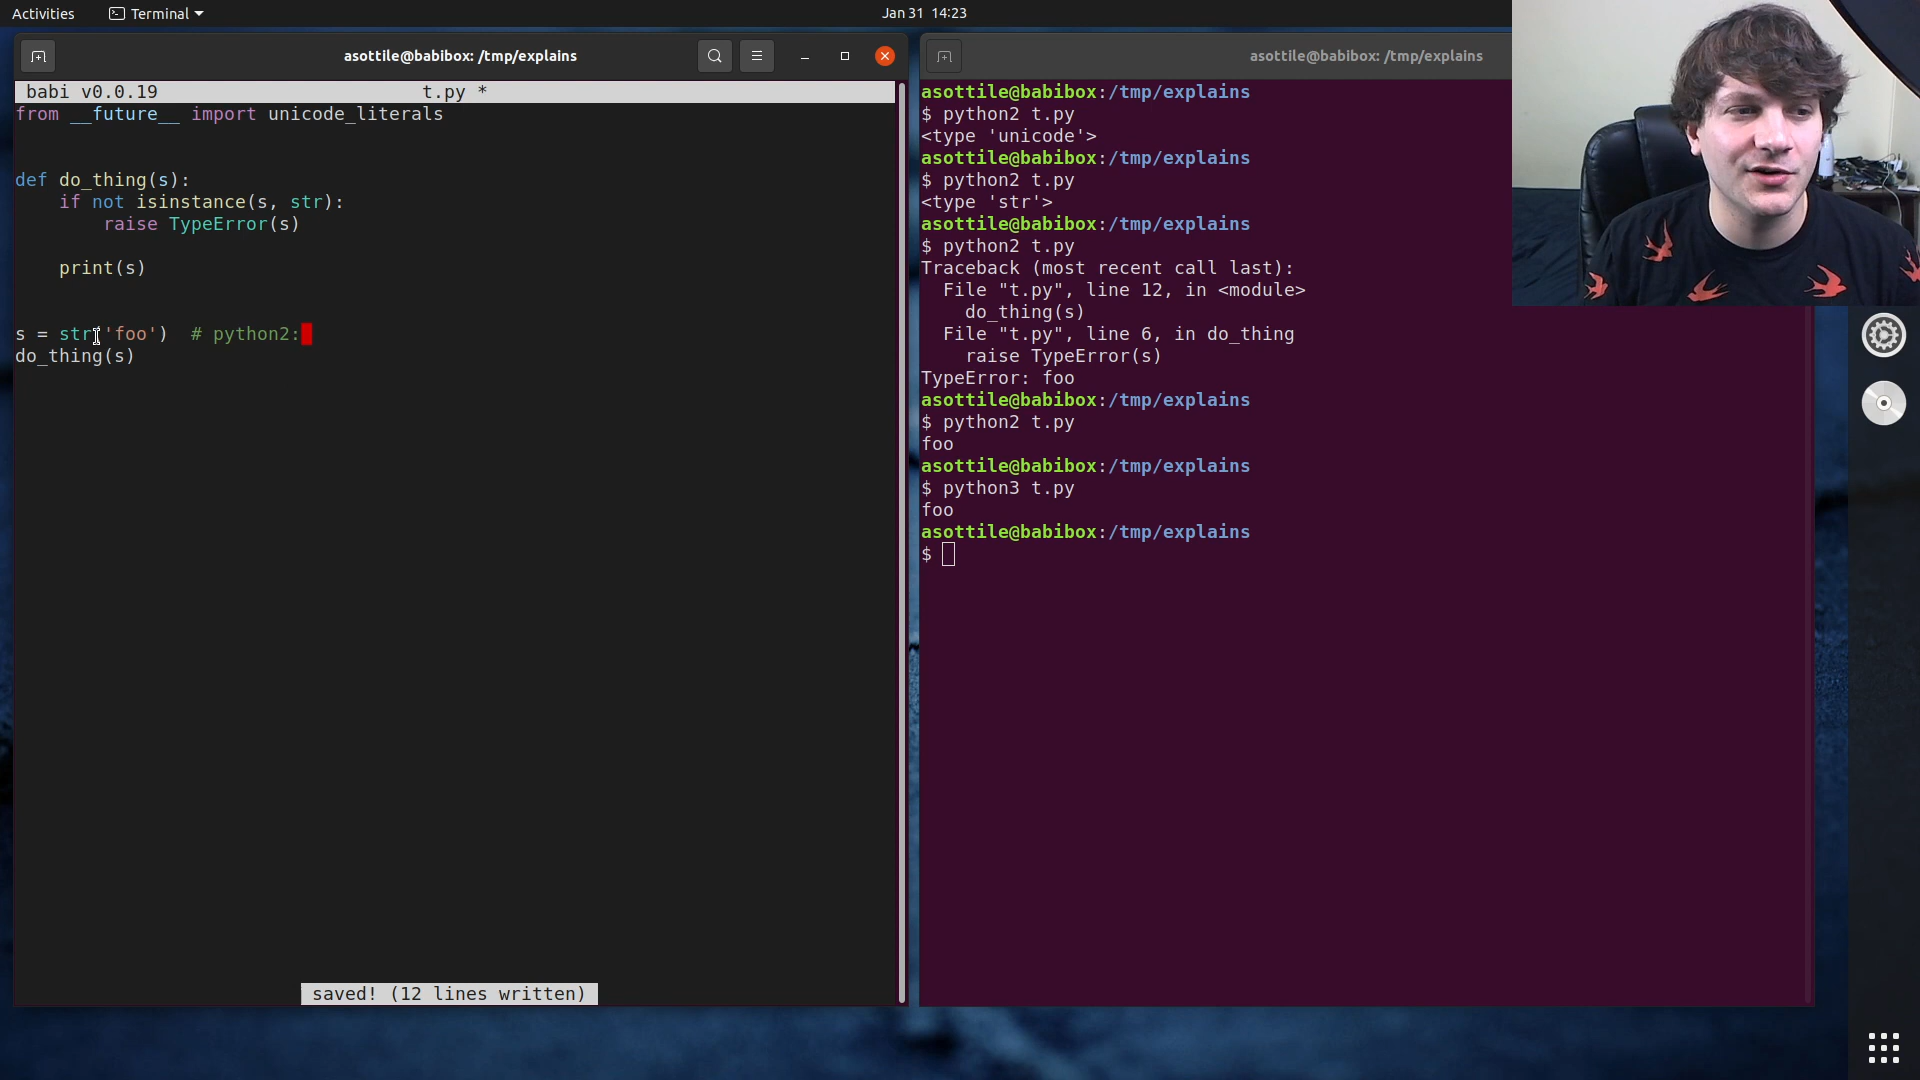 Activities
Terminal
Jan 31 14:23
asottile@babibox: /tmp/explains
babi v0.0.19 t.py *
from __future__ import unicode_literals
def do_thing(s):
if not isinstance(s, str):
raise TypeError(s)
print(s)
s = str('foo') # python2:
do_thing(s)
saved! (12 lines written)
asottile@babibox: /tmp/explains
asottile@babibox:/tmp/explains
$ python2 t.py
<type 'unicode'>
asottile@babibox:/tmp/explains
$ python2 t.py
<type 'str'>
asottile@babibox:/tmp/explains
$ python2 t.py
Traceback (most recent call last):
File "t.py", line 12, in <module>
do_thing(s)
File "t.py", line 6, in do_thing
raise TypeError(s)
TypeError: foo
asottile@babibox:/tmp/explains
$ python2 t.py
foo
asottile@babibox:/tmp/explains
$ python3 t.py
foo
asottile@babibox:/tmp/explains
$